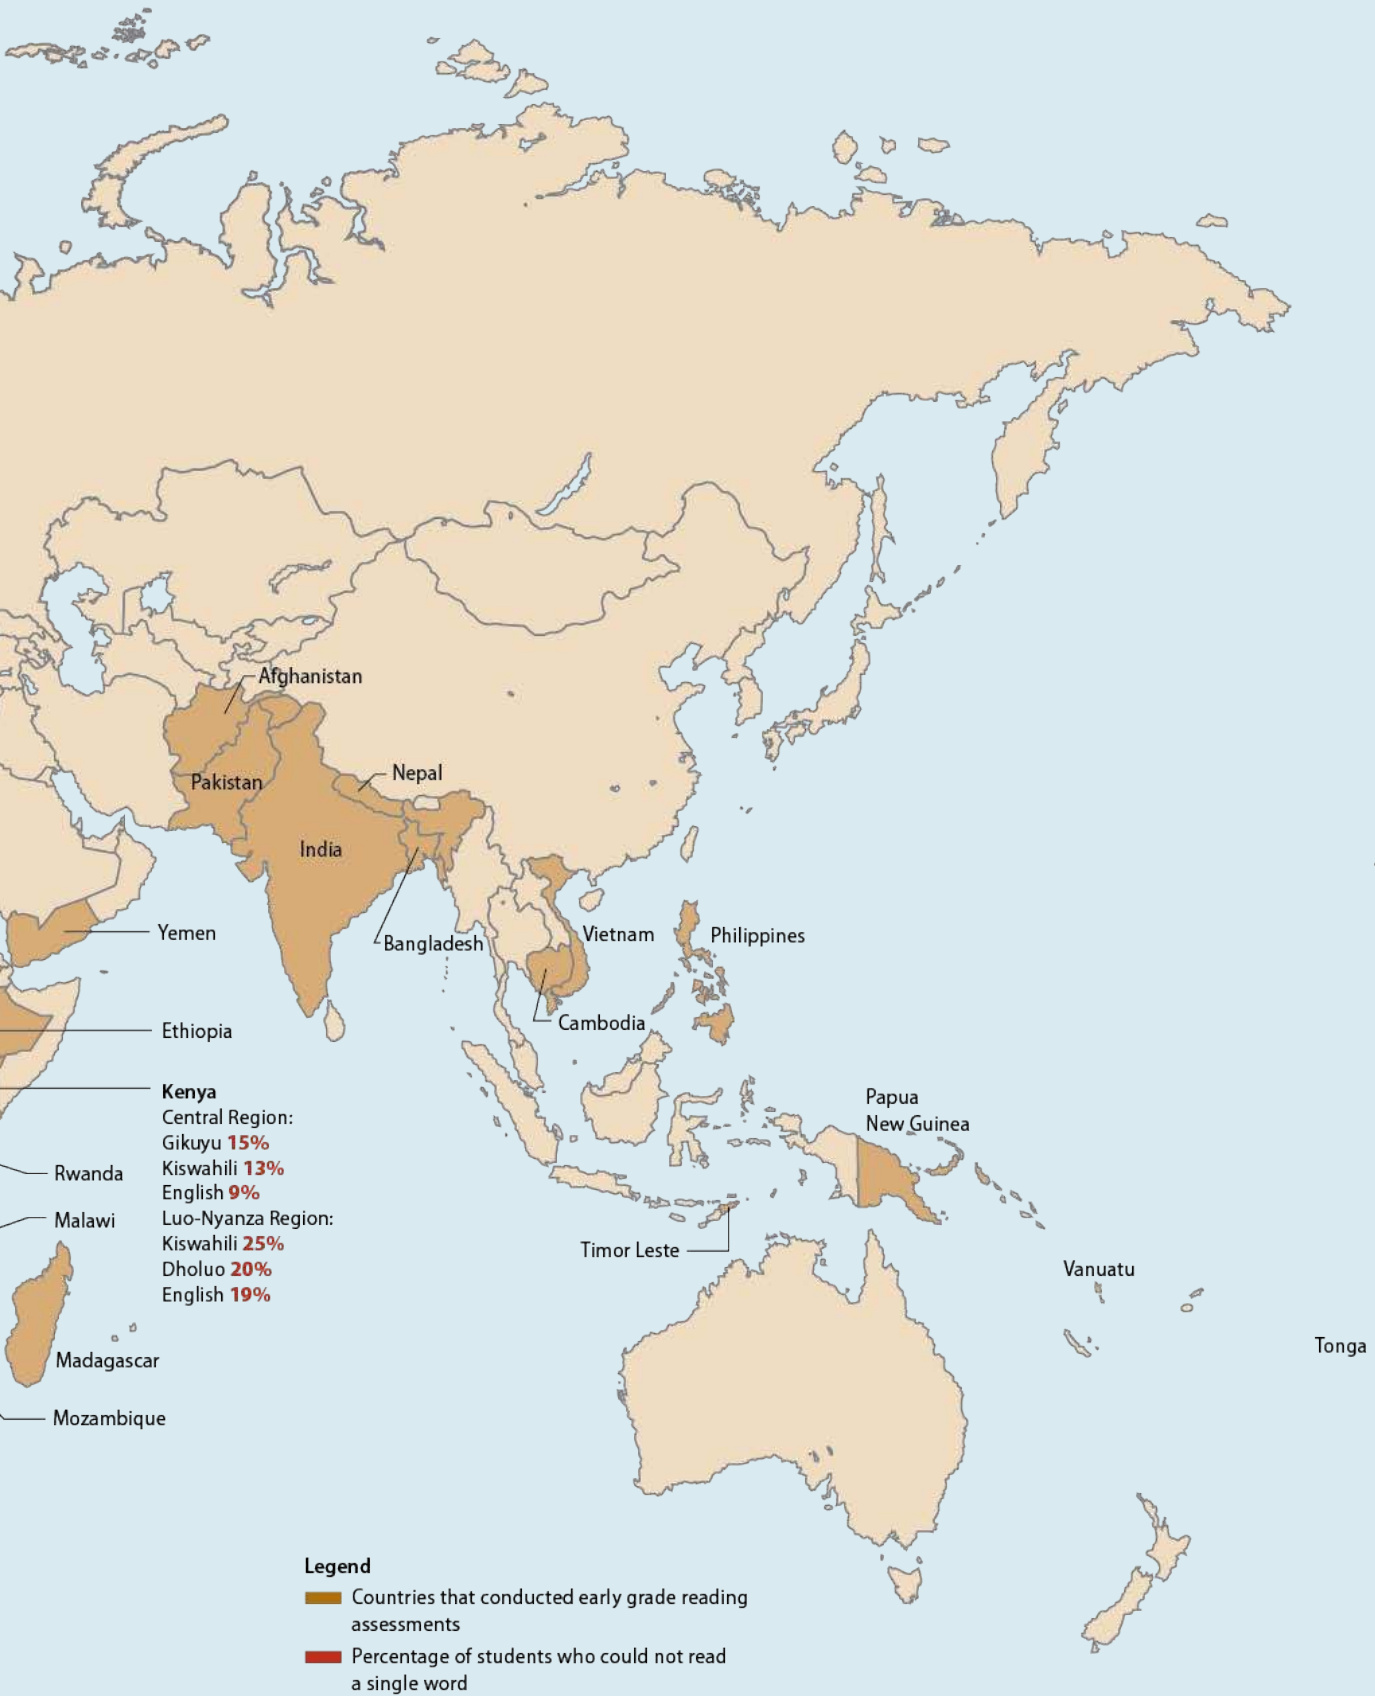 Afghanistan
Nepal
Pakistan
India
Yemen
Bangladesh
Vietnam
Philippines
Cambodia
Ethiopia
Kenya
Central Region:
Gikuyu 15%
Kiswahili 13%
English 9%
Luo-Nyanza Region:
Kiswahili 25%
Dholuo 20%
English 19%
Papua
New Guinea
Rwanda
Malawi
Timor Leste
Vanuatu
Tonga
Madagascar
Mozambique
Legend
Countries that conducted early grade reading
assessments
Percentage of students who could not read
a single word